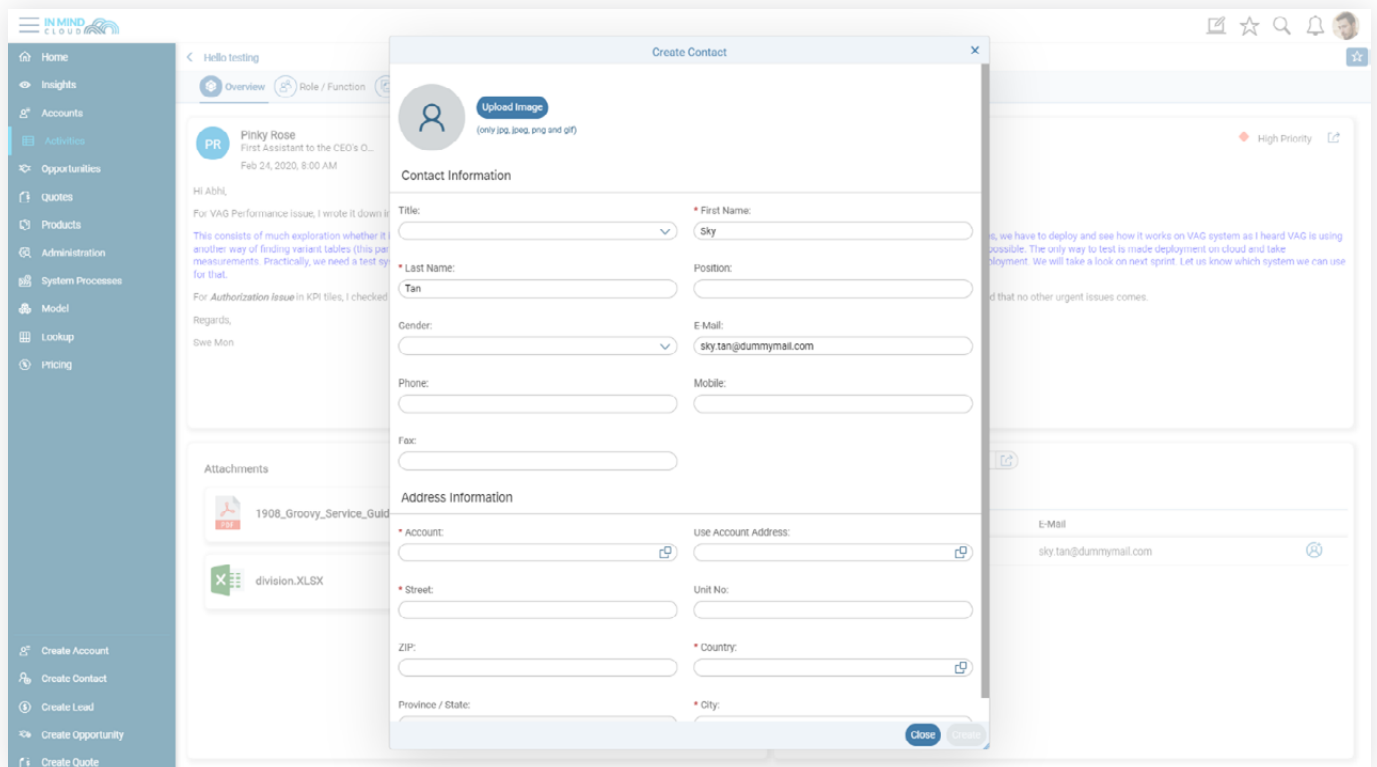 IN MIND
CLOUD
Home
Insights
Accounts
Activities
Opportunities
Quotes
Products
Administration
System Processes
Model
Lookup
Pricing
Create Account
Create Contact
Create Lead
Create Opportunity
Create Quote
Hello testing
Overview
Role / Function
PR
Pinky Rose
First Assistant to the CEO's O...
Feb 24, 2020, 8:00 AM
High Priority
Hi Abhi,
For VAG Performance issue, I wrote it down in
This consists of much exploration whether it i
s, we have to deploy and see how it works on VAG system as I heard VAG is using
another way of finding variant tables (this par
ossible. The only way to test is made deployment on cloud and take
measurements. Practically, we need a test sy
ployment. We will take a look on next sprint. Let us know which system we can use
for that.
For Authorization issue in KPI tiles, I checked
d that no other urgent issues comes.
Regards,
Swe Mon
Attachments
PDF
1908_Groovy_Service_Guid
division.XLSX
E-Mail
sky.tan@dummymail.com
Create Contact
Upload Image
(only jpg, jpeg, png and gif)
Contact Information
Title:
* First Name:
Sky
* Last Name:
Tan
Position:
Gender:
E-Mail:
sky.tan@dummymail.com
Phone:
Mobile:
Fax:
Address Information
* Account:
Use Account Address:
* Street:
Unit No:
ZIP:
* Country:
Province / State:
* City:
Close
Create